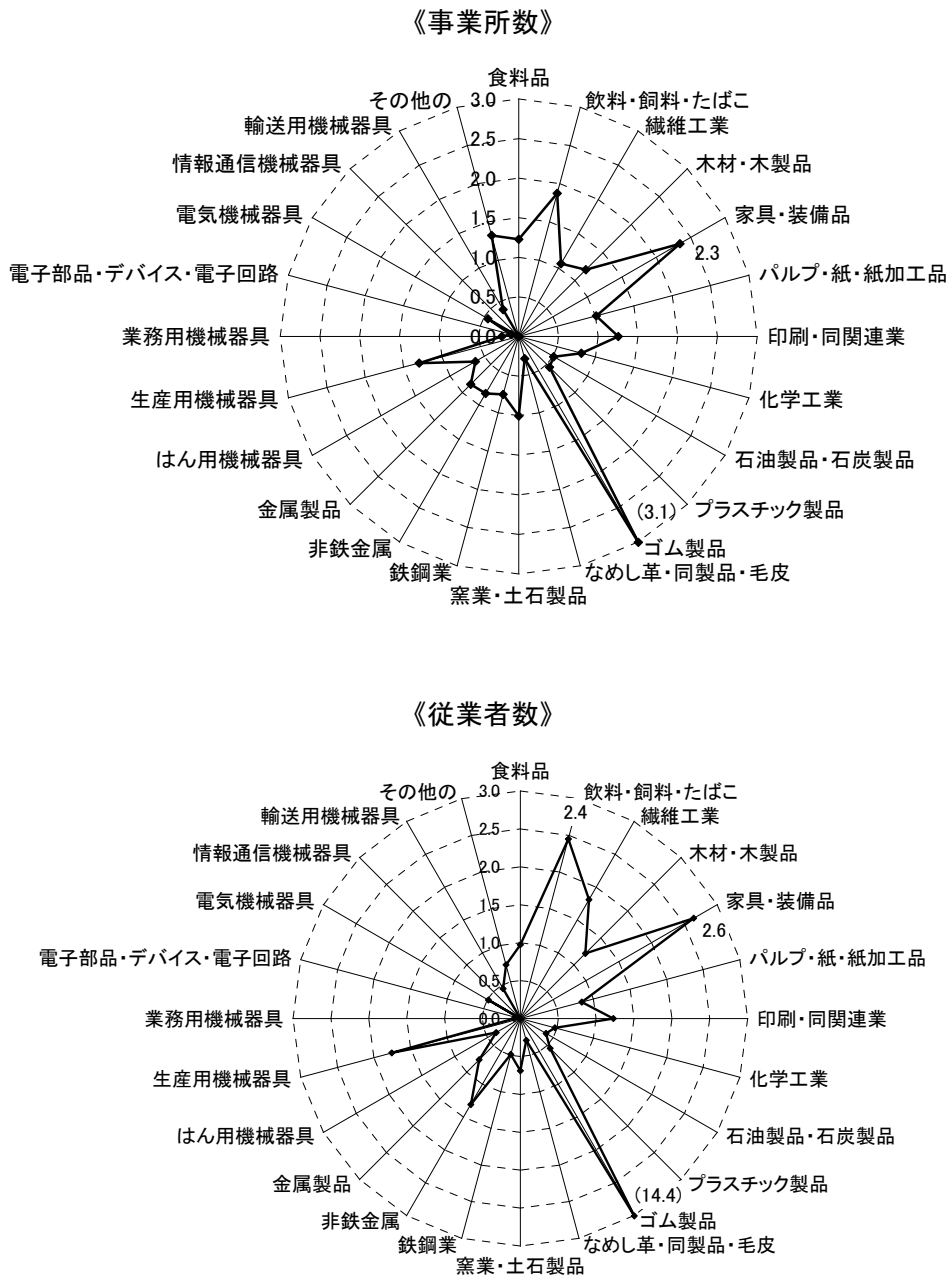 《事業所数》
食料品
飲料・飼料・たばこ
繊維工業
木材・木製品
家具・装備品
パルプ・紙・紙加工品
印刷・同関連業
化学工業
石油製品・石炭製品
プラスチック製品
ゴム製品
なめし革・同製品・毛皮
窯業・土石製品
鉄鋼業
非鉄金属
金属製品
はん用機械器具
生産用機械器具
業務用機械器具
電子部品・デバイス・電子回路
電気機械器具
情報通信機械器具
輸送用機械器具
その他の
3.0
2.5
2.0
1.5
1.0
0.5
0.0
2.3
(3.1)
《従業者数》
食料品
飲料・飼料・たばこ
繊維工業
木材・木製品
家具・装備品
パルプ・紙・紙加工品
印刷・同関連業
化学工業
石油製品・石炭製品
プラスチック製品
ゴム製品
なめし革・同製品・毛皮
窯業・土石製品
鉄鋼業
非鉄金属
金属製品
はん用機械器具
生産用機械器具
業務用機械器具
電子部品・デバイス・電子回路
電気機械器具
情報通信機械器具
輸送用機械器具
その他の
3.0
2.5
2.0
1.5
1.0
0.5
0.0
2.4
2.6
(14.4)